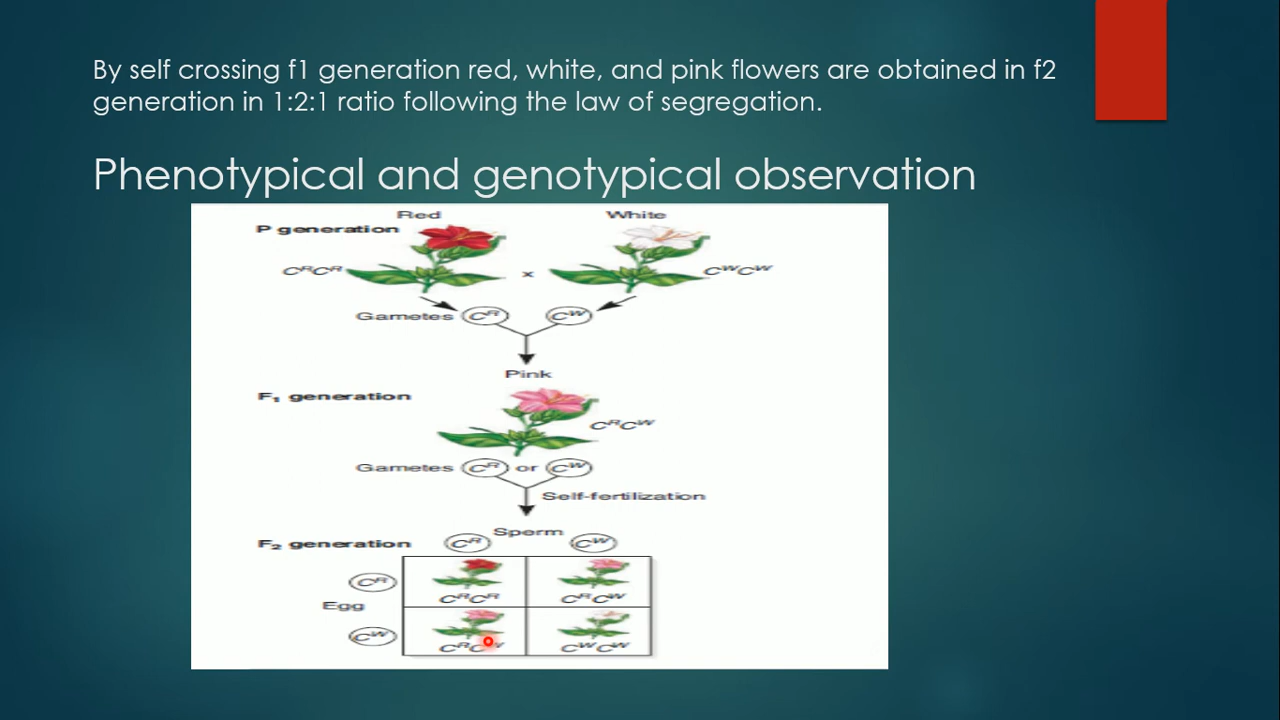 By self crossing f1 generation red, white, and pink flowers are obtained in f2
generation in 1:2:1 ratio following the law of segregation.
Phenotypical and genotypical observation
Red White
P generation
CᴿCᴿ x CᵂCᵂ
Gametes Cᴿ Cᵂ
Pink
F₁ generation
CᴿCᵂ
Gametes Cᴿ or Cᵂ
Self-fertilization
Sperm
F₂ generation Cᴿ Cᵂ
Cᴿ
CᴿCᴿ CᴿCᵂ
Egg
Cᵂ
CᴿCᵂ CᵂCᵂ